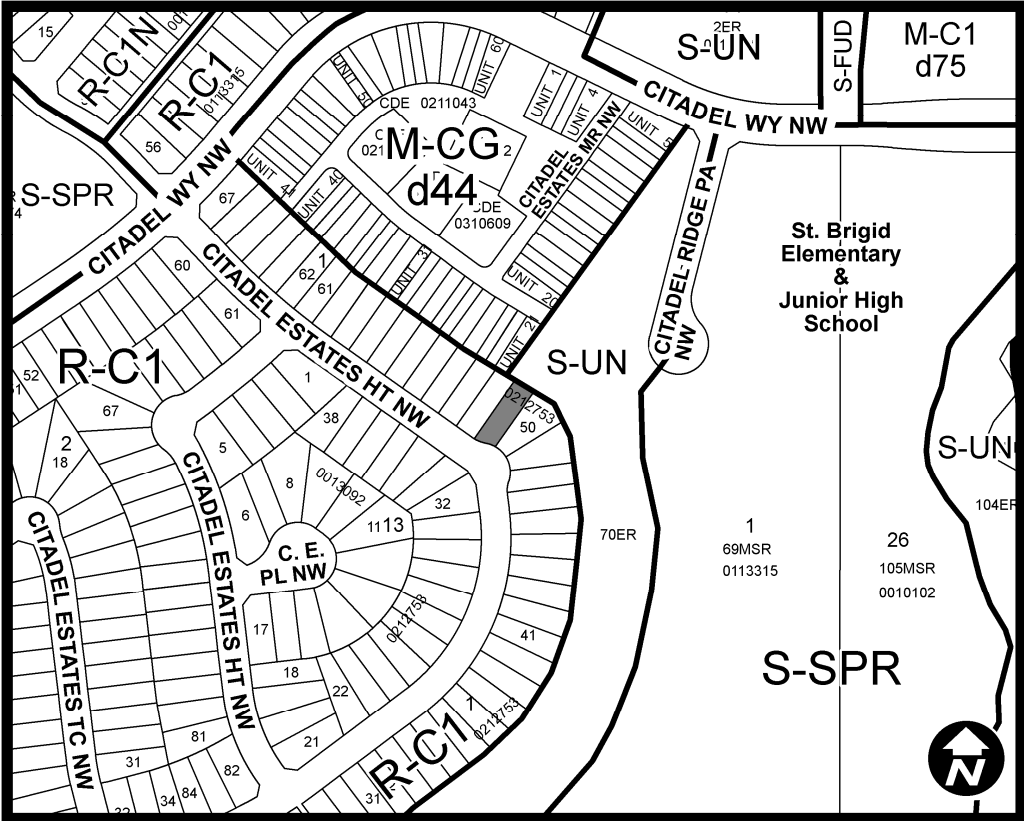 15
R-C1N
R-C1
0113315
56
2ER
S-UN
S-FUD
M-C1
d75
CITADEL WY NW
UNIT 60
UNIT 1
UNIT 4
UNIT
CDE 0211043
M-CG
d44
2
CDE
0310609
CITADEL
ESTATES MR NW
CITADEL WY NW
S-SPR
UNIT 40
67
UNIT
UNIT 20
UNIT 21
1
62
61
CITADEL RIDGE PA
NW
St. Brigid
Elementary
&
Junior High
School
60
61
CITADEL ESTATES HT NW
R-C1
52
67
2
18
S-UN
0212753
50
1
38
5
8
6
0013092
11
13
32
C. E.
PL NW
CITADEL ESTATES HT NW
CITADEL ESTATES TC NW
S-UN
104ER
70ER
1
69MSR
0113315
26
105MSR
0010102
17
18
22
21
0212753
41
81
31
82
84
34
R-C1
0212753
31
S-SPR
N